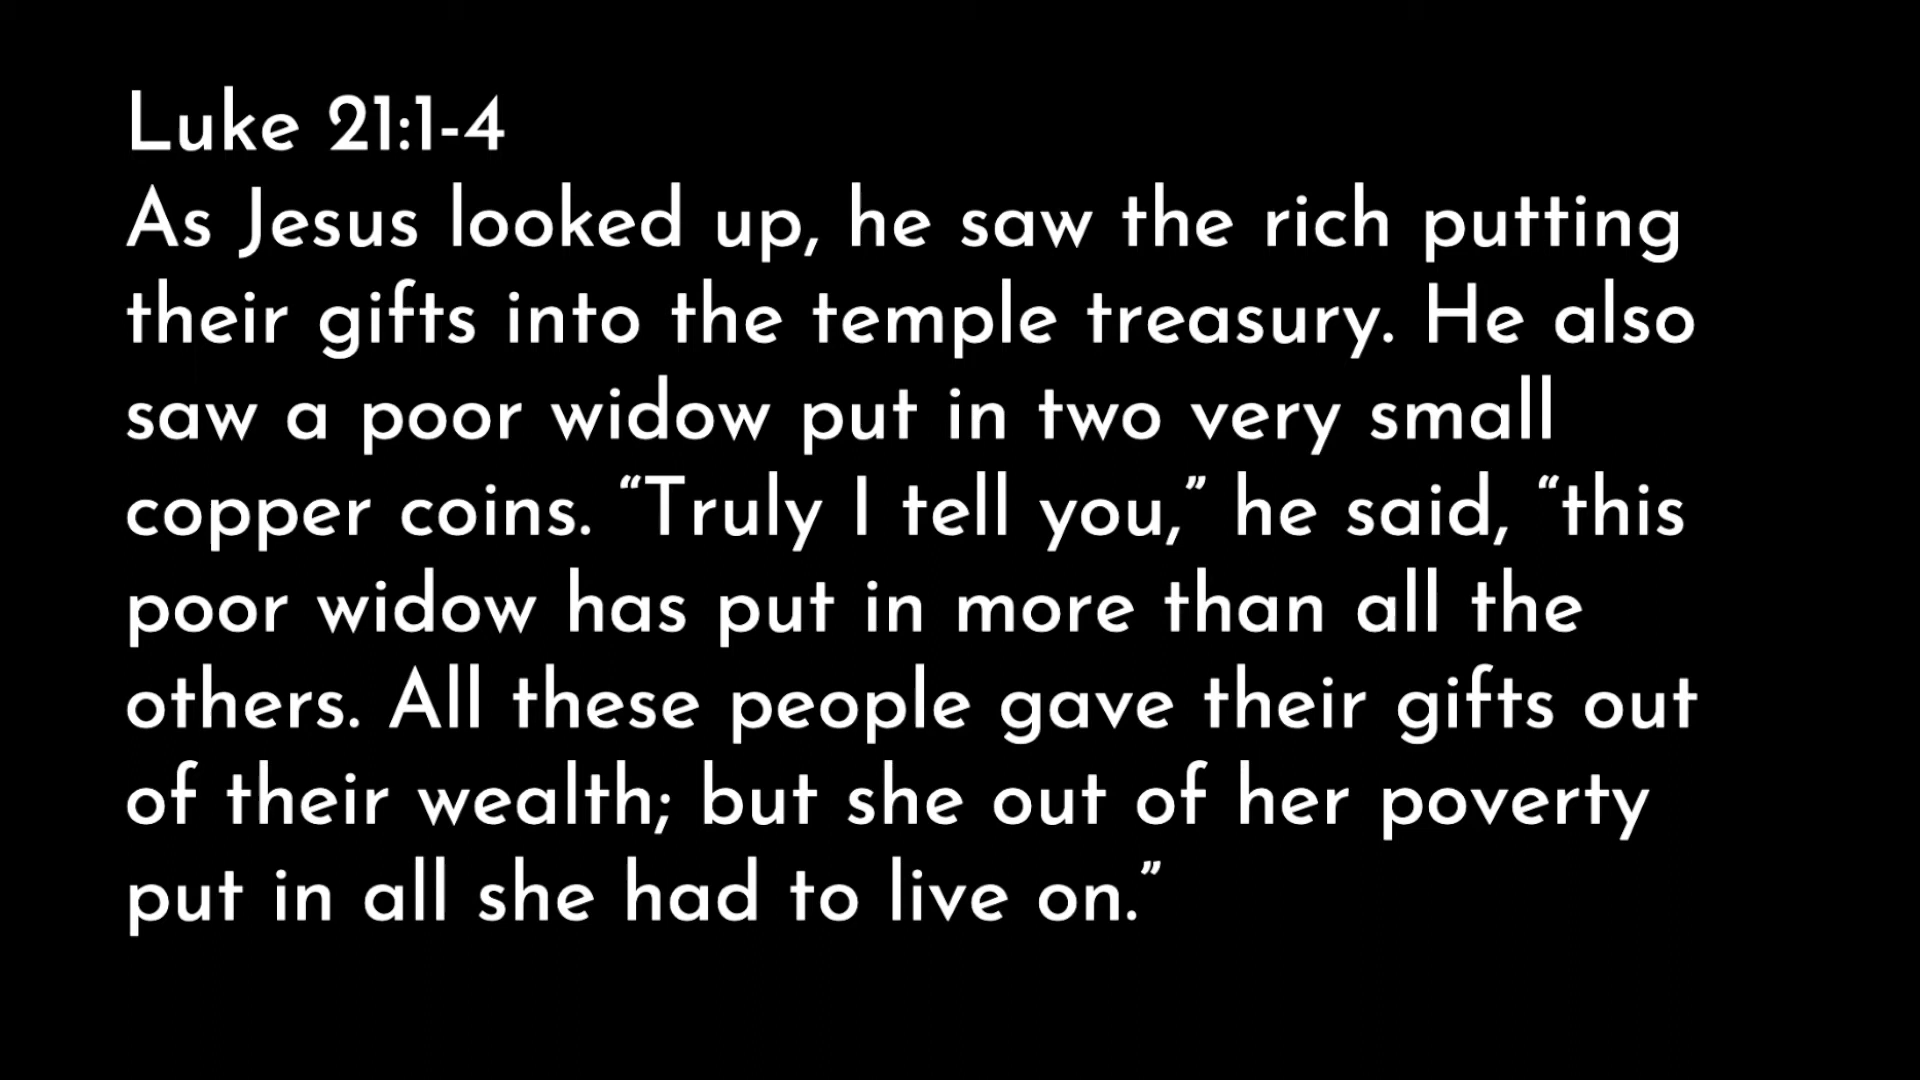 Luke 21:1-4
As Jesus looked up, he saw the rich putting
their gifts into the temple treasury. He also
saw a poor widow put in two very small
copper coins. “Truly I tell you,” he said, “this
poor widow has put in more than all the
others. All these people gave their gifts out
of their wealth; but she out of her poverty
put in all she had to live on.”